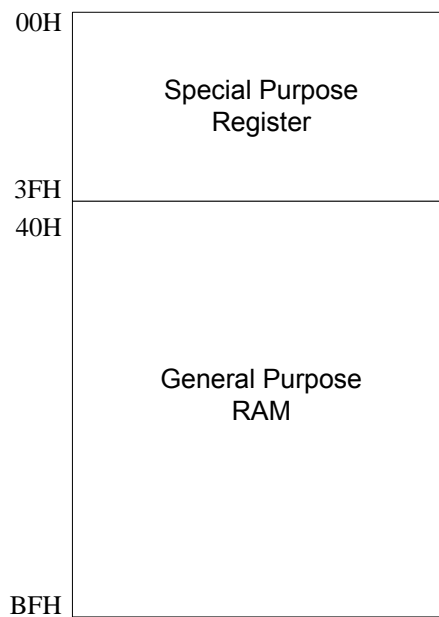 00H
Special Purpose
Register
3FH
40H
General Purpose
RAM
BFH